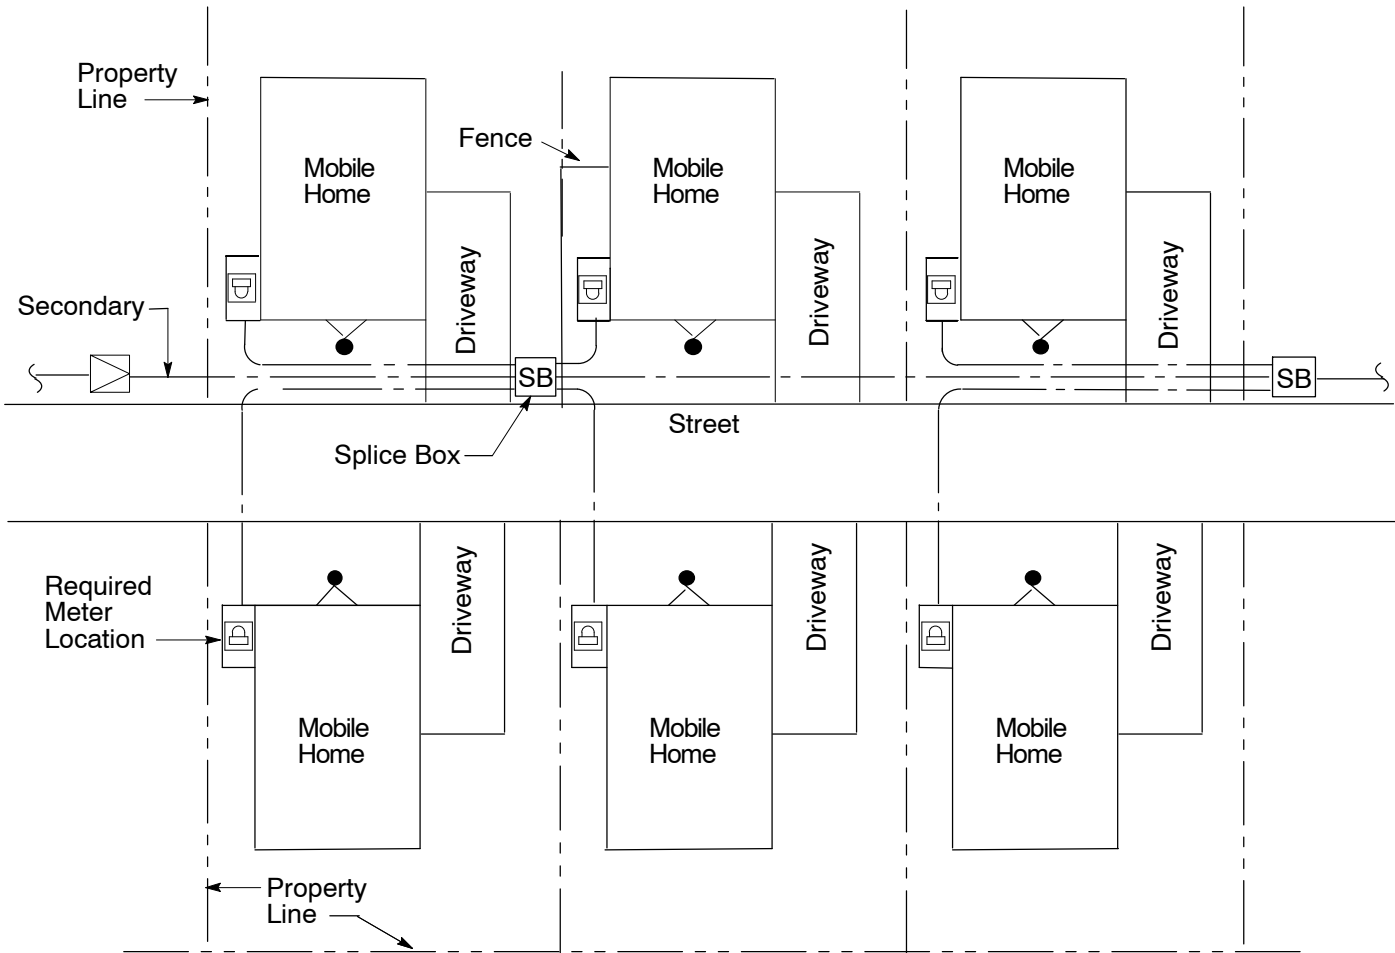 Property
Line
Fence
Mobile
Home
Mobile
Home
Mobile
Home
Driveway
Driveway
Driveway
Secondary
SB
SB
Street
Splice Box
Required
Meter
Location
Driveway
Driveway
Driveway
Mobile
Home
Mobile
Home
Mobile
Home
Property
Line